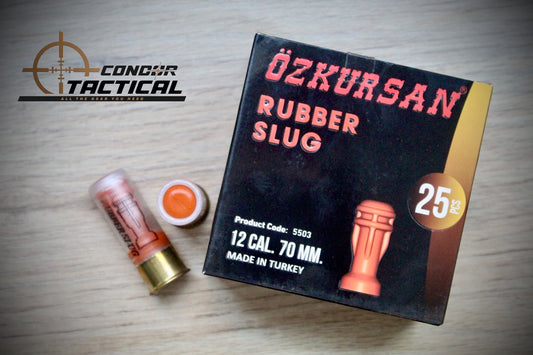 CONDOR
TACTICAL
ALL THE GEAR YOU NEED
ÖZKURSAN®
RUBBER
SLUG
25 PCS
Product Code: 5503
12 CAL. 70 MM.
MADE IN TURKEY
ÖZKURSAN